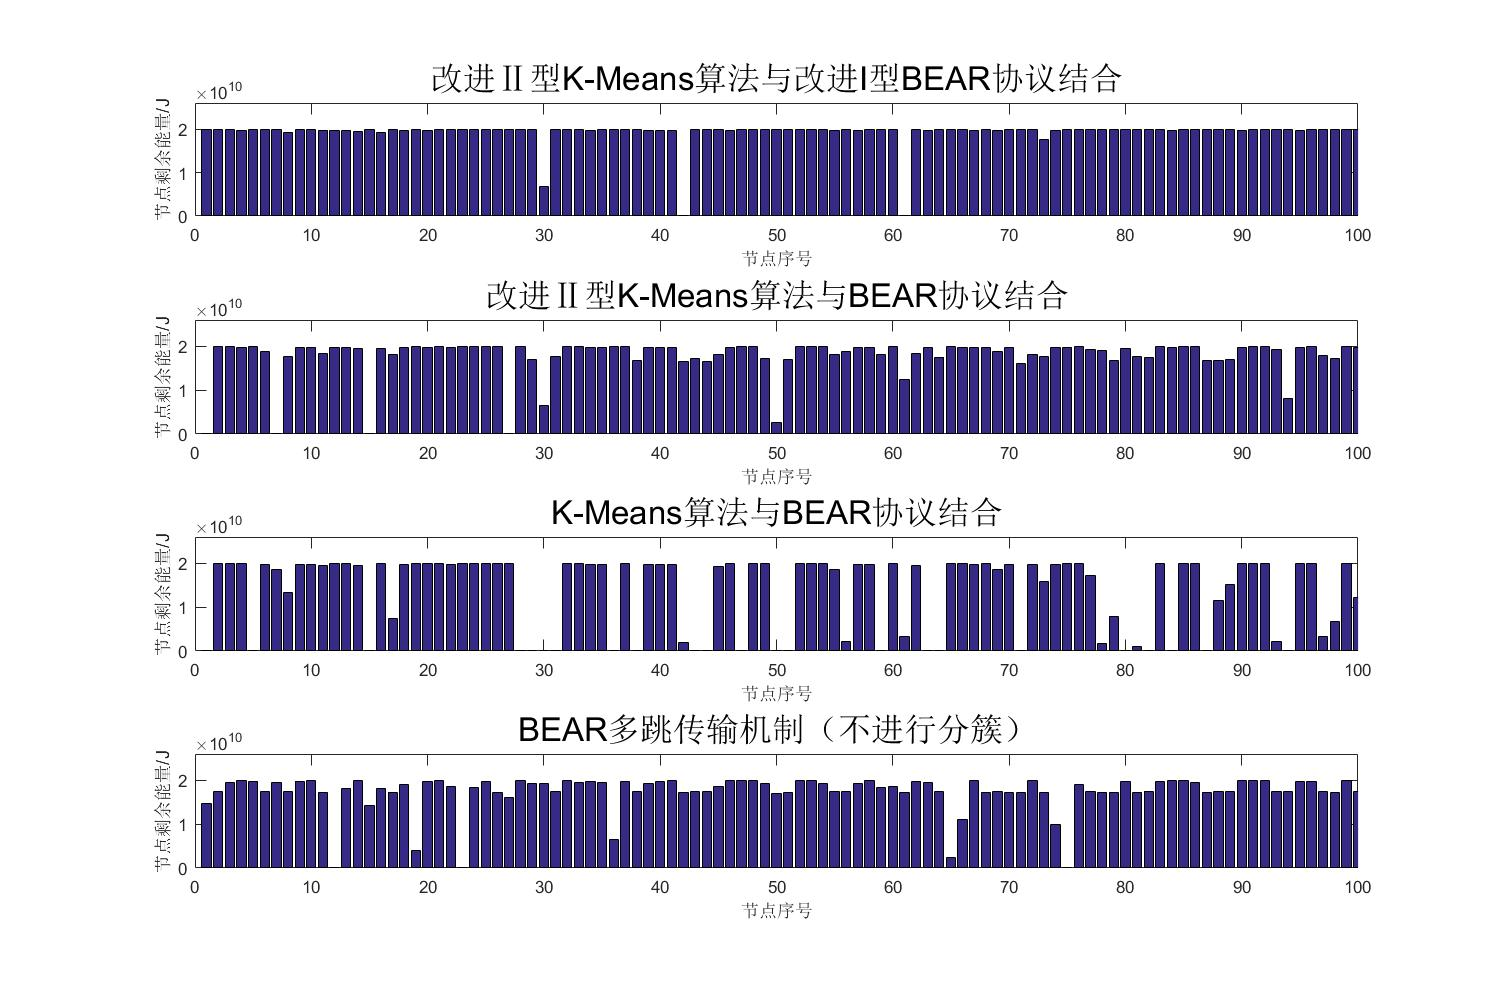 改进Ⅱ型K-Means算法与改进I型BEAR协议结合
×10^10
节点剩余能量/J
2
1
0
0 10 20 30 40 50 60 70 80 90 100
节点序号
改进Ⅱ型K-Means算法与BEAR协议结合
×10^10
节点剩余能量/J
2
1
0
0 10 20 30 40 50 60 70 80 90 100
节点序号
K-Means算法与BEAR协议结合
×10^10
节点剩余能量/J
2
1
0
0 10 20 30 40 50 60 70 80 90 100
节点序号
BEAR多跳传输机制（不进行分簇）
×10^10
节点剩余能量/J
2
1
0
0 10 20 30 40 50 60 70 80 90 100
节点序号